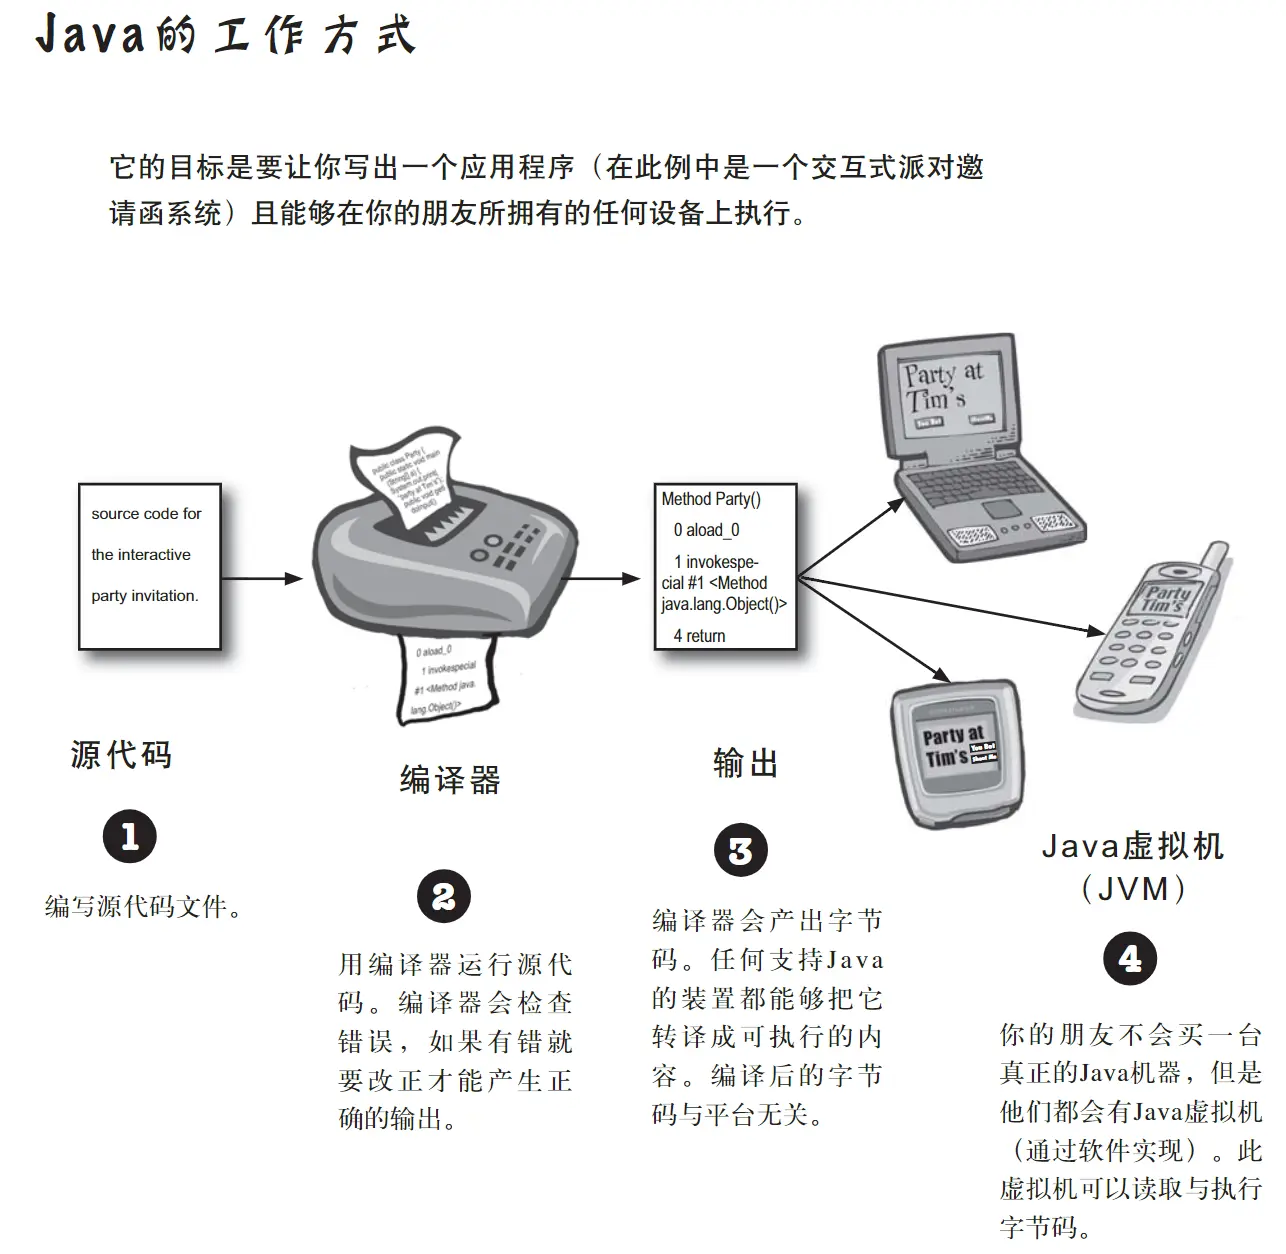 Java的工作方式
它的目标是要让你写出一个应用程序（在此例中是一个交互式派对邀
请函系统）且能够在你的朋友所拥有的任何设备上执行。
source code for
the interactive
party invitation.
public class Party {
public static void main
(String[] a) {
System.out.print(
"party at Tim's");
public void get(
0 aload_0
1 invokespecial
#1 <Method java.
lang.Object()>
Method Party()
0 aload_0
1 invokespe-
cial #1 <Method
java.lang.Object()>
4 return
Party at
Tim's
Party
Tim's
Party at
Tim's
源代码
编译器
输出
Java虚拟机
（JVM）
1
编写源代码文件。
2
用编译器运行源代
码。编译器会检查
错误，如果有错就
要改正才能产生正
确的输出。
3
编译器会产出字节
码。任何支持Java
的装置都能够把它
转译成可执行的内
容。编译后的字节
码与平台无关。
4
你的朋友不会买一台
真正的Java机器，但是
他们都会有Java虚拟机
（通过软件实现）。此
虚拟机可以读取与执行
字节码。